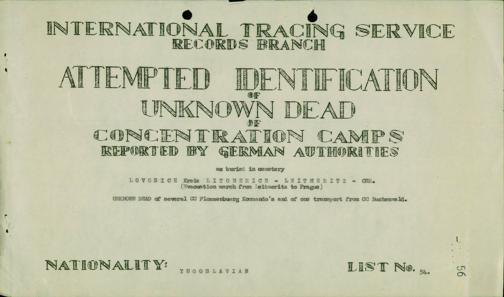 INTERNATIONAL TRACING SERVICE
RECORDS BRANCH
ATTEMPTED IDENTIFICATION
OF
UNKNOWN DEAD
OF
CONCENTRATION CAMPS
REPORTED BY GERMAN AUTHORITIES
as buried in cemetery
LOVOSICE Kreis LITOMERICE - LEITMERITZ - CSR.
(Evacuation march from Leitmeritz to Prague)
UNKNOWN DEAD of several CC Flossenbuerg Kommando's and of one transport from CC Buchenwald.
NATIONALITY: YUGOSLAVIAN
LIST No. 54.
56